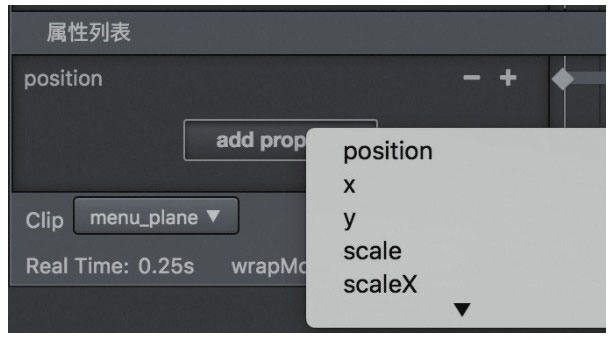 属性列表
position
add prop
position
x
y
scale
scaleX
Clip menu_plane
Real Time: 0.25s wrapMo